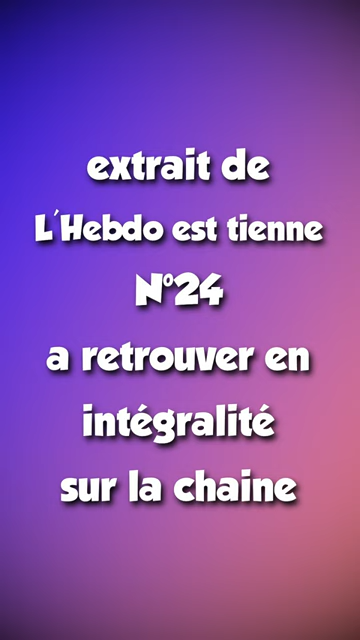 extrait de
L'Hebdo est tienne
N°24
a retrouver en
intégralité
sur la chaine